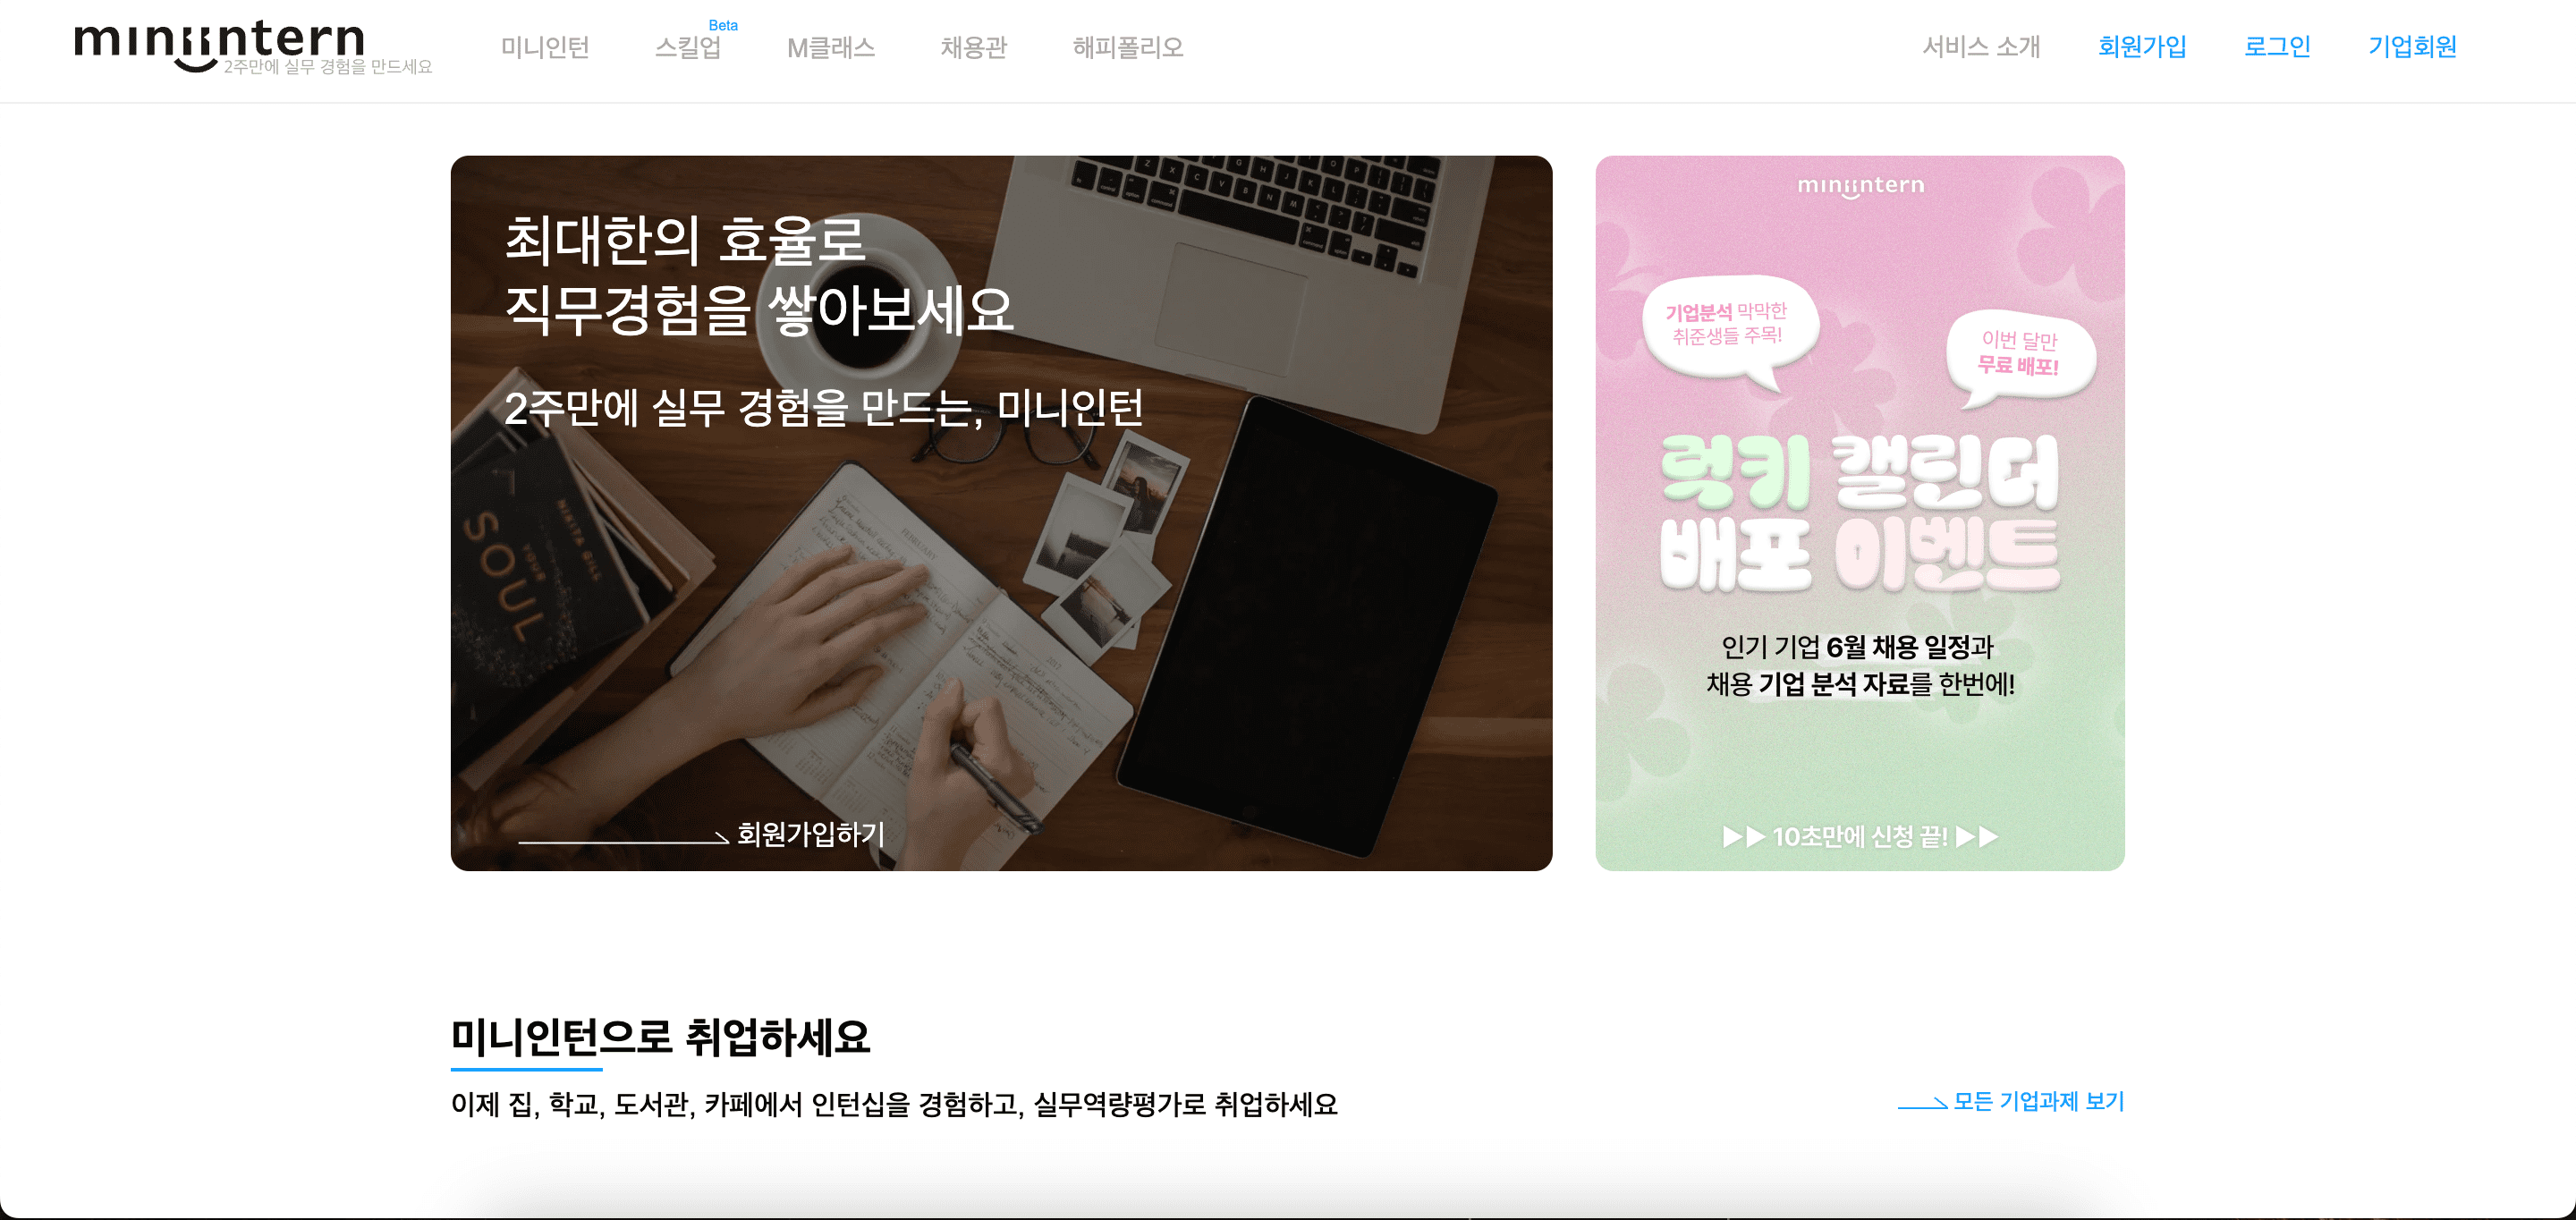 miniintern
2주만에 실무 경험을 만드세요
미니인턴
스킬업
Beta
M클래스
채용관
해피폴리오
서비스 소개
회원가입
로그인
기업회원
최대한의 효율로
직무경험을 쌓아보세요
2주만에 실무 경험을 만드는, 미니인턴
NIKITA GILL
YOUR
SOUL
FEBRUARY
회원가입하기
miniintern
기업분석 막막한
취준생들 주목!
이번 달만
무료 배포!
럭키 캘린더
배포 이벤트
인기 기업 6월 채용 일정과
채용 기업 분석 자료를 한번에!
▶▶ 10초만에 신청 끝! ▶▶
미니인턴으로 취업하세요
이제 집, 학교, 도서관, 카페에서 인턴십을 경험하고, 실무역량평가로 취업하세요
모든 기업과제 보기